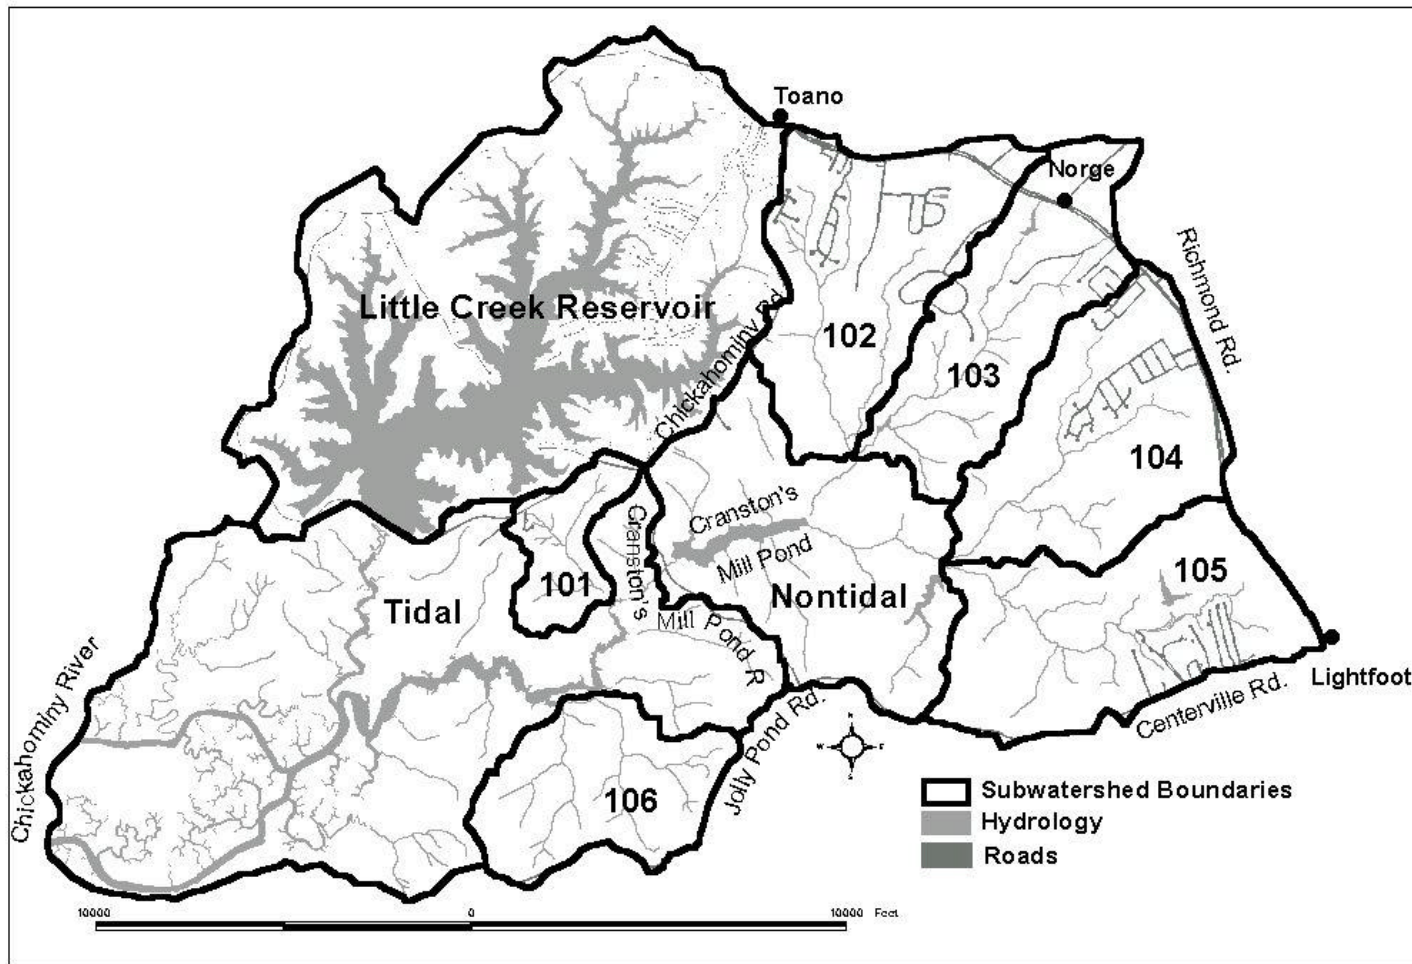 Toano
Norge
Richmond Rd.
Little Creek Reservoir
Chickahominy Rd.
102
103
104
Cranston's
Mill Pond
Cranston's
Mill Pond R
101
105
Tidal
Nontidal
Lightfoot
Centerville Rd.
Chickahominy River
Jolly Pond Rd.
N
W E
S
106
Subwatershed Boundaries
Hydrology
Roads
10000 0 10000 Feet